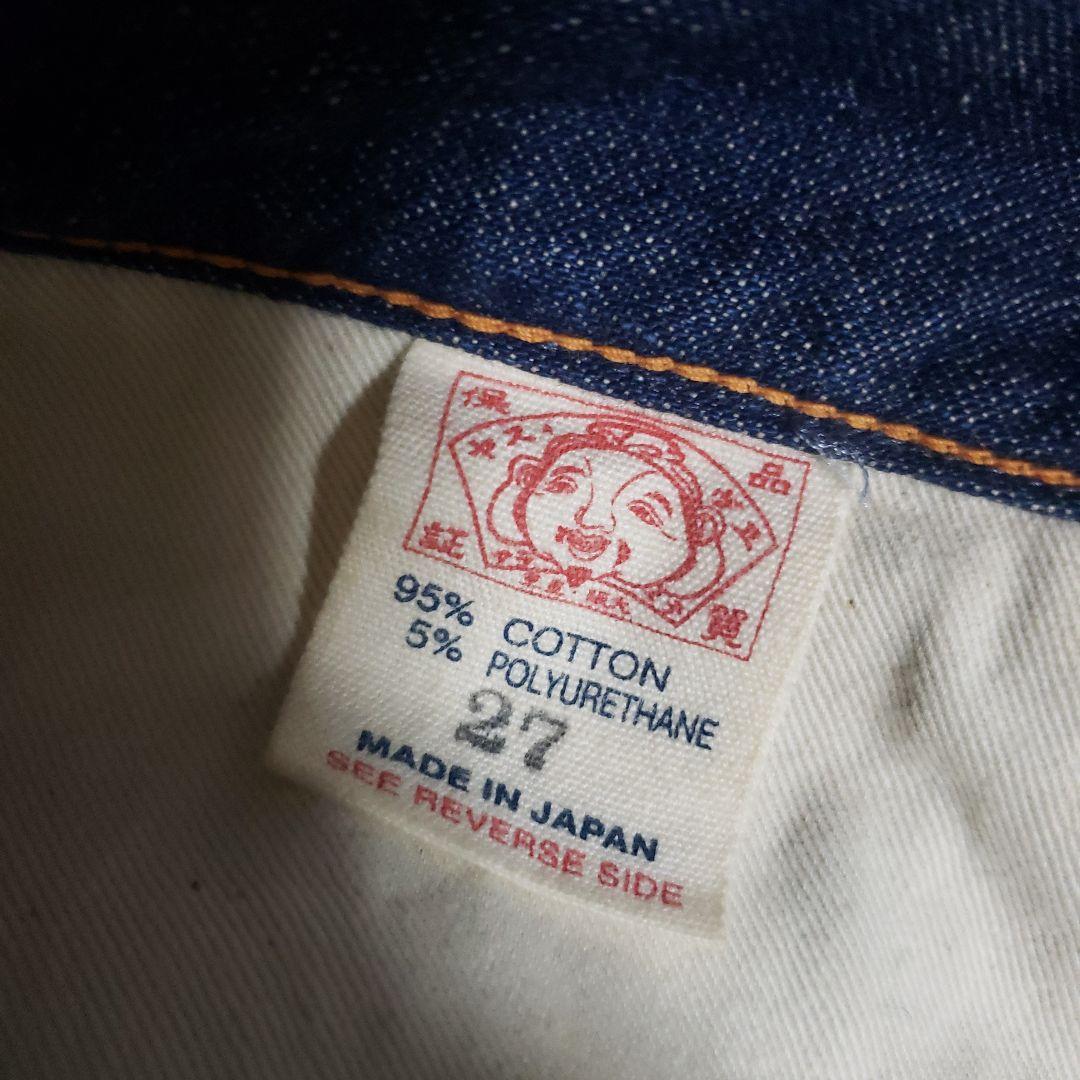 保 品
証 質
95% COTTON
5% POLYURETHANE
27
MADE IN JAPAN
SEE REVERSE SIDE